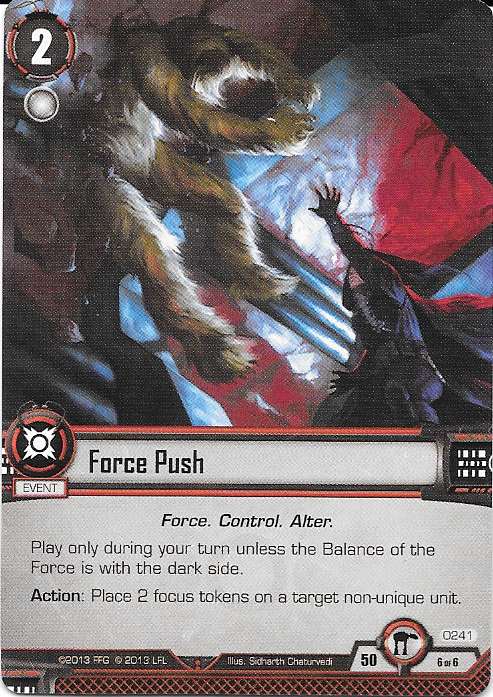 2
Force Push
EVENT
Force. Control. Alter.
Play only during your turn unless the Balance of the
Force is with the dark side.
Action: Place 2 focus tokens on a target non-unique unit.
0241
©2013 FFG © 2013 LFL Illus. Sidharth Chaturvedi 50 6 of 6